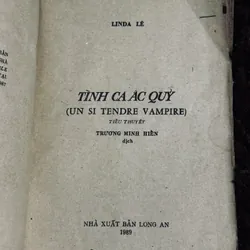 LINDA LÊ
TÌNH CA ÁC QUỶ
(UN SI TENDRE VAMPIRE)
TIỂU THUYẾT
TRƯƠNG MINH HIỂN
dịch
NHÀ XUẤT BẢN LONG AN
1989